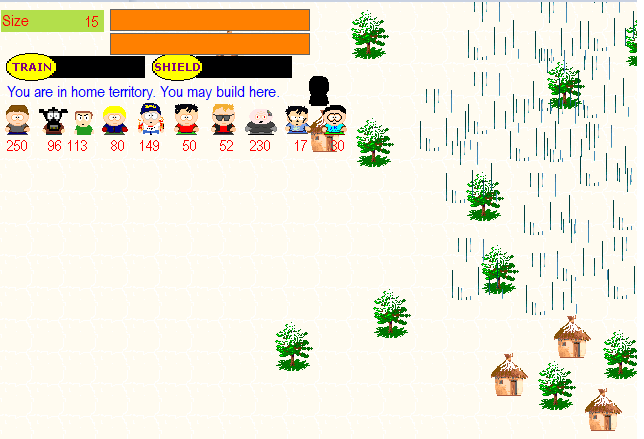 Size 15
TRAIN SHIELD
You are in home territory. You may build here.
250 96 113 80 149 50 52 230 17 30